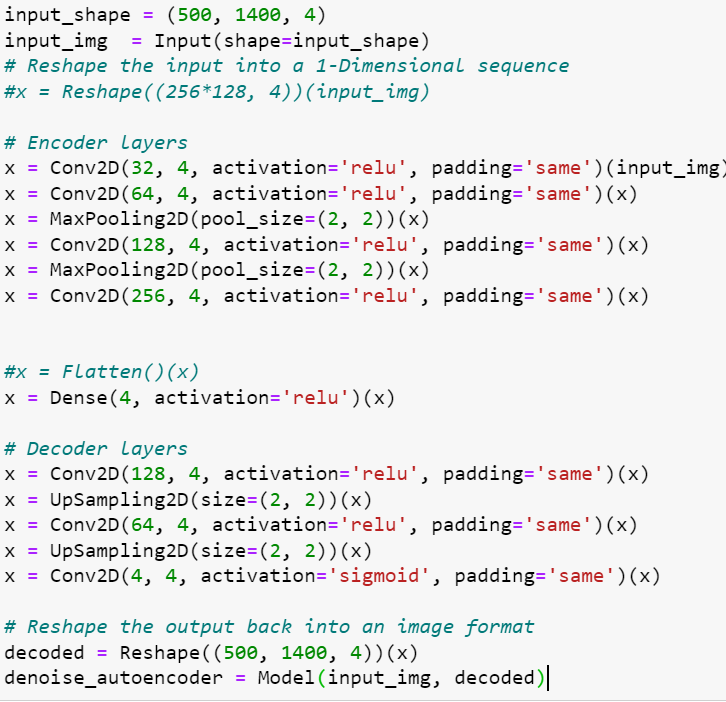 input_shape = (500, 1400, 4)
input_img  = Input(shape=input_shape)
# Reshape the input into a 1-Dimensional sequence
#x = Reshape((256*128, 4))(input_img)
# Encoder layers
x = Conv2D(32, 4, activation='relu', padding='same')(input_img)
x = Conv2D(64, 4, activation='relu', padding='same')(x)
x = MaxPooling2D(pool_size=(2, 2))(x)
x = Conv2D(128, 4, activation='relu', padding='same')(x)
x = MaxPooling2D(pool_size=(2, 2))(x)
x = Conv2D(256, 4, activation='relu', padding='same')(x)
#x = Flatten()(x)
x = Dense(4, activation='relu')(x)
# Decoder layers
x = Conv2D(128, 4, activation='relu', padding='same')(x)
x = UpSampling2D(size=(2, 2))(x)
x = Conv2D(64, 4, activation='relu', padding='same')(x)
x = UpSampling2D(size=(2, 2))(x)
x = Conv2D(4, 4, activation='sigmoid', padding='same')(x)
# Reshape the output back into an image format
decoded = Reshape((500, 1400, 4))(x)
denoise_autoencoder = Model(input_img, decoded)